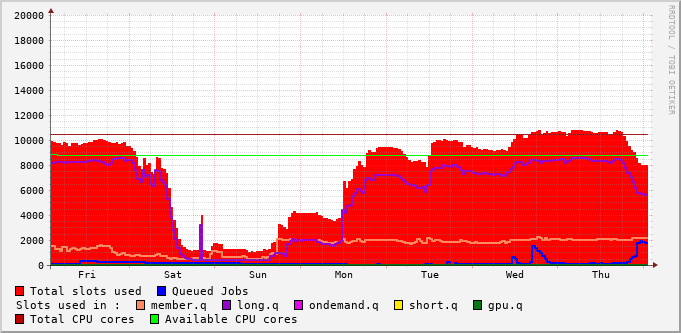 RRDTOOL / TOBI OETIKER
20000
18000
16000
14000
12000
10000
8000
6000
4000
2000
0
Fri Sat Sun Mon Tue Wed Thu
Total slots used Queued Jobs
Slots used in : member.q long.q ondemand.q short.q gpu.q
Total CPU cores Available CPU cores